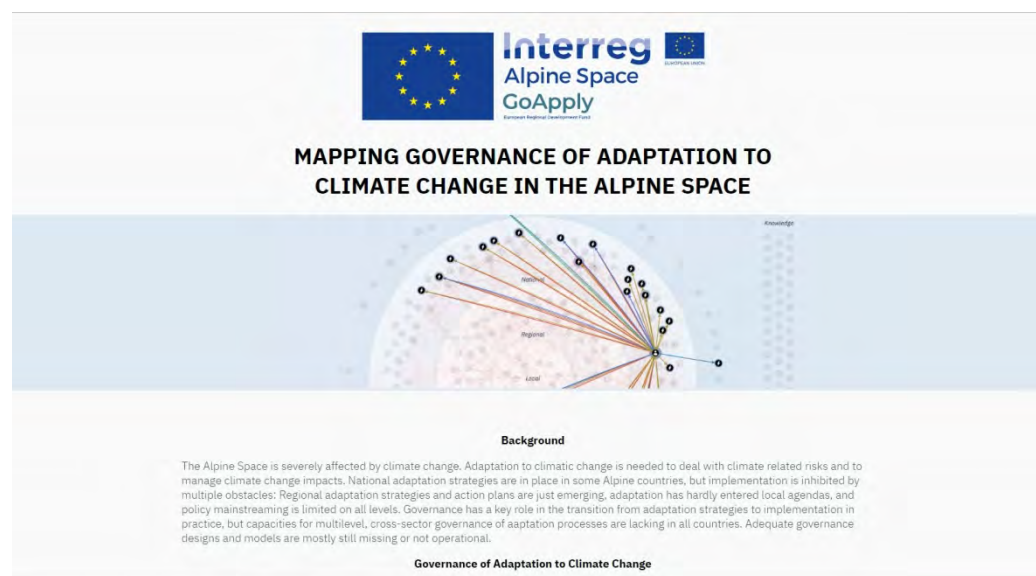 Interreg
EUROPEAN UNION
Alpine Space
GoApply
European Regional Development Fund
MAPPING GOVERNANCE OF ADAPTATION TO
CLIMATE CHANGE IN THE ALPINE SPACE
Knowledge
National
Regional
Local
Background
The Alpine Space is severely affected by climate change. Adaptation to climatic change is needed to deal with climate related risks and to
manage climate change impacts. National adaptation strategies are in place in some Alpine countries, but implementation is inhibited by
multiple obstacles: Regional adaptation strategies and action plans are just emerging, adaptation has hardly entered local agendas, and
policy mainstreaming is limited on all levels. Governance has a key role in the transition from adaptation strategies to implementation in
practice, but capacities for multilevel, cross-sector governance of aaptation processes are lacking in all countries. Adequate governance
designs and models are mostly still missing or not operational.
Governance of Adaptation to Climate Change